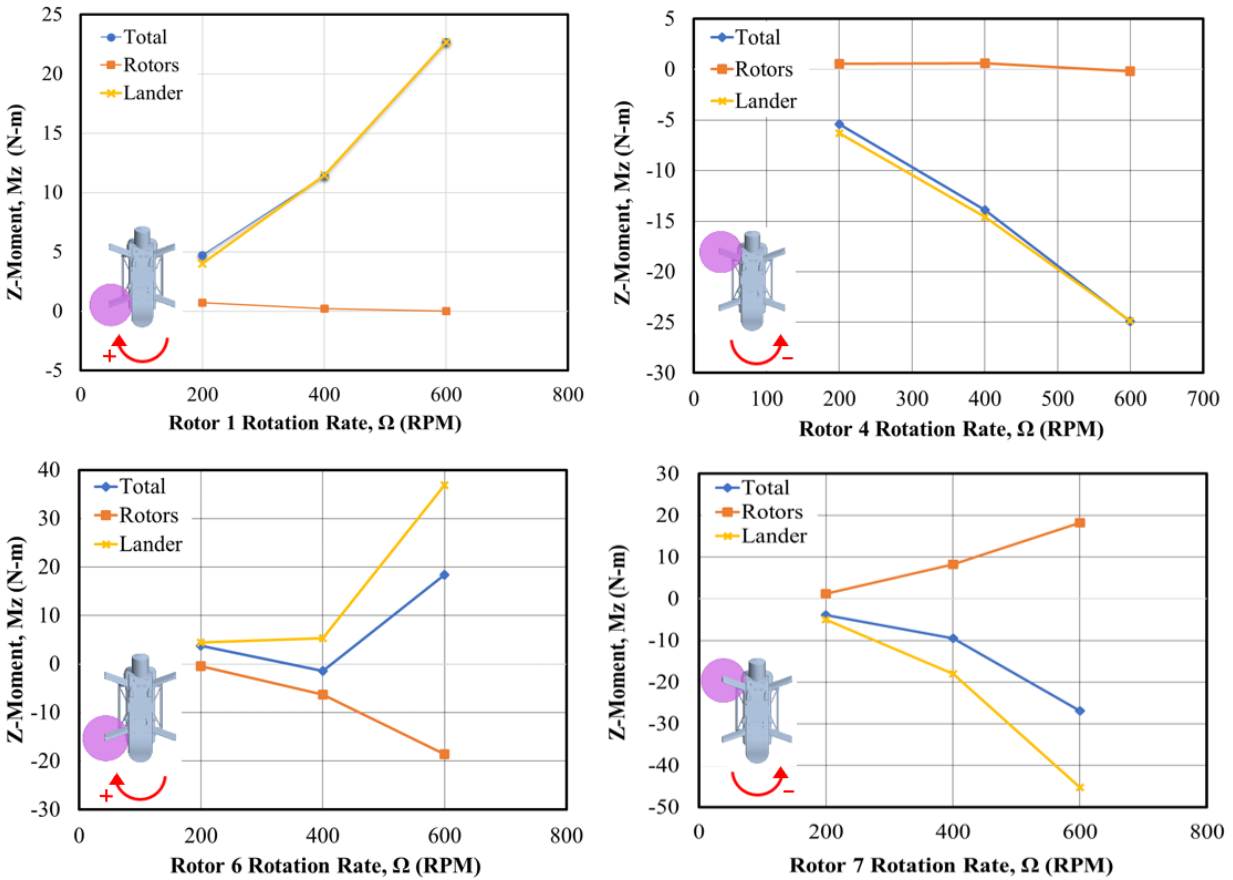 Z-Moment, Mz (N-m)
25
20
15
10
5
0
-5
Total
Rotors
Lander
+
0
200
400
600
800
Rotor 1 Rotation Rate, Ω (RPM)
Z-Moment, Mz (N-m)
5
0
-5
-10
-15
-20
-25
-30
Total
Rotors
Lander
−
0
100
200
300
400
500
600
700
Rotor 4 Rotation Rate, Ω (RPM)
Z-Moment, Mz (N-m)
40
30
20
10
0
-10
-20
-30
Total
Rotors
Lander
+
0
200
400
600
800
Rotor 6 Rotation Rate, Ω (RPM)
Z-Moment, Mz (N-m)
30
20
10
0
-10
-20
-30
-40
-50
Total
Rotors
Lander
−
0
200
400
600
800
Rotor 7 Rotation Rate, Ω (RPM)